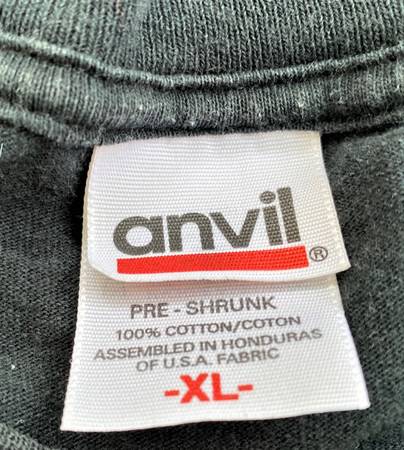 anvil®
PRE - SHRUNK
100% COTTON/COTON
ASSEMBLED IN HONDURAS
OF U.S.A. FABRIC
-XL-